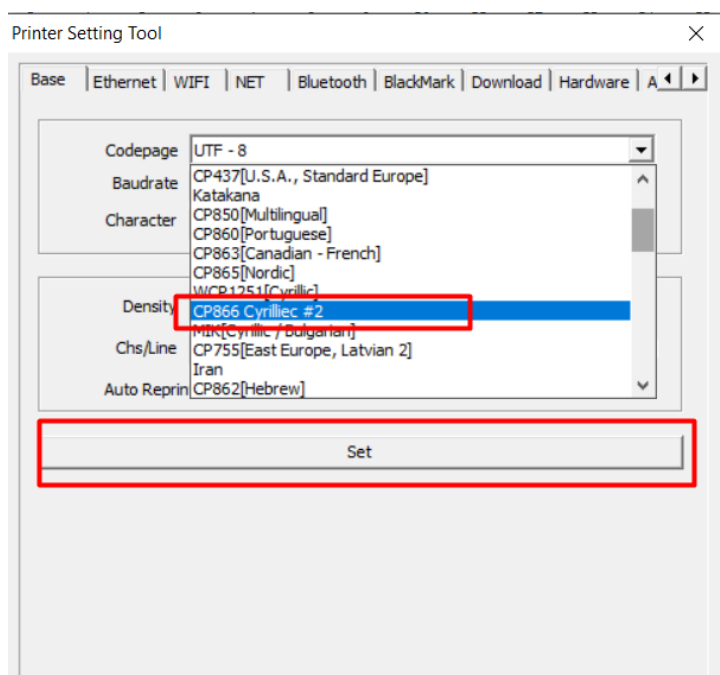 Printer Setting Tool
Base Ethernet WIFI NET Bluetooth BlackMark Download Hardware A
Codepage UTF - 8
Baudrate
Character
CP437[U.S.A., Standard Europe]
Katakana
CP850[Multilingual]
CP860[Portuguese]
CP863[Canadian - French]
CP865[Nordic]
WCP1251[Cyrillic]
CP866 Cyrilliec #2
MIK[Cyrillic / Bulgarian]
CP755[East Europe, Latvian 2]
Iran
CP862[Hebrew]
Density
Chs/Line
Auto Reprin
Set